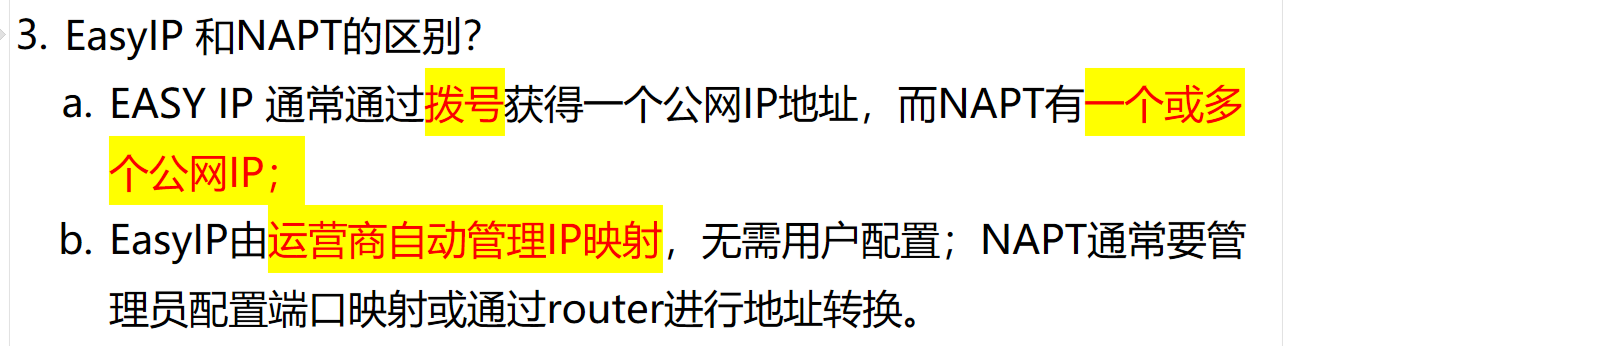 3. EasyIP 和NAPT的区别？
a. EASY IP 通常通过拨号获得一个公网IP地址，而NAPT有一个或多
个公网IP；
b. EasyIP由运营商自动管理IP映射，无需用户配置；NAPT通常要管
理员配置端口映射或通过router进行地址转换。